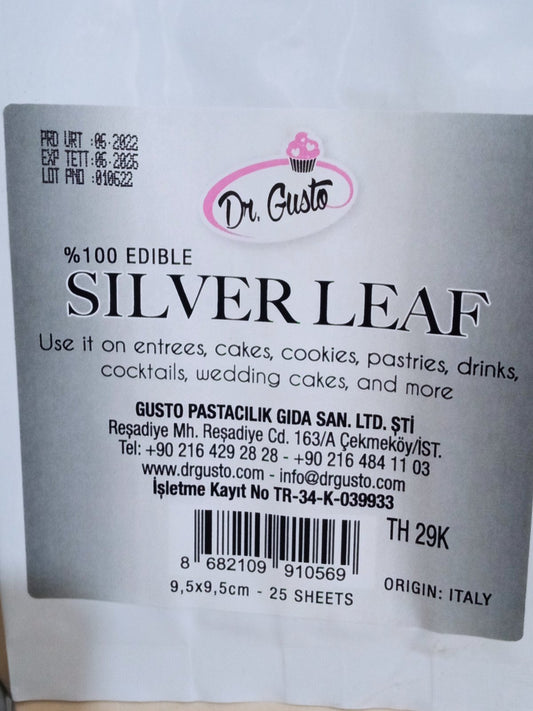 PRD URT :06.2022
EXP TETT:06.2026
LOT PNO :010622
Dr. Gusto
%100 EDIBLE
SILVER LEAF
Use it on entrees, cakes, cookies, pastries, drinks,
cocktails, wedding cakes, and more
GUSTO PASTACILIK GIDA SAN. LTD. ŞTİ
Reşadiye Mh. Reşadiye Cd. 163/A Çekmeköy/İST.
Tel: +90 216 429 28 28 - +90 216 484 11 03
www.drgusto.com - info@drgusto.com
İşletme Kayıt No TR-34-K-039933
TH 29K
8 682109 910569
9,5x9,5cm - 25 SHEETS
ORIGIN: ITALY